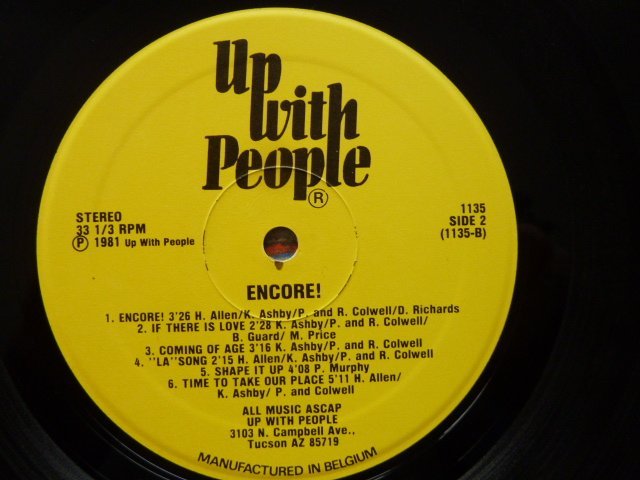 Up
with
People
®
STEREO
33 1/3 RPM
℗ 1981 Up With People
1135
SIDE 2
(1135-B)
ENCORE!
1. ENCORE! 3'26 H. Allen/K. Ashby/P. and R. Colwell/D. Richards
2. IF THERE IS LOVE 2'28 K. Ashby/P. and R. Colwell/
B. Guard/ M. Price
3. COMING OF AGE 3'16 K. Ashby/P. and R. Colwell
4. "LA"SONG 2'15 H. Allen/K. Ashby/P. and R. Colwell
5. SHAPE IT UP 4'08 P. Murphy
6. TIME TO TAKE OUR PLACE 5'11 H. Allen/
K. Ashby/ P. and Colwell
ALL MUSIC ASCAP
UP WITH PEOPLE
3103 N. Campbell Ave.,
Tucson AZ 85719
MANUFACTURED IN BELGIUM